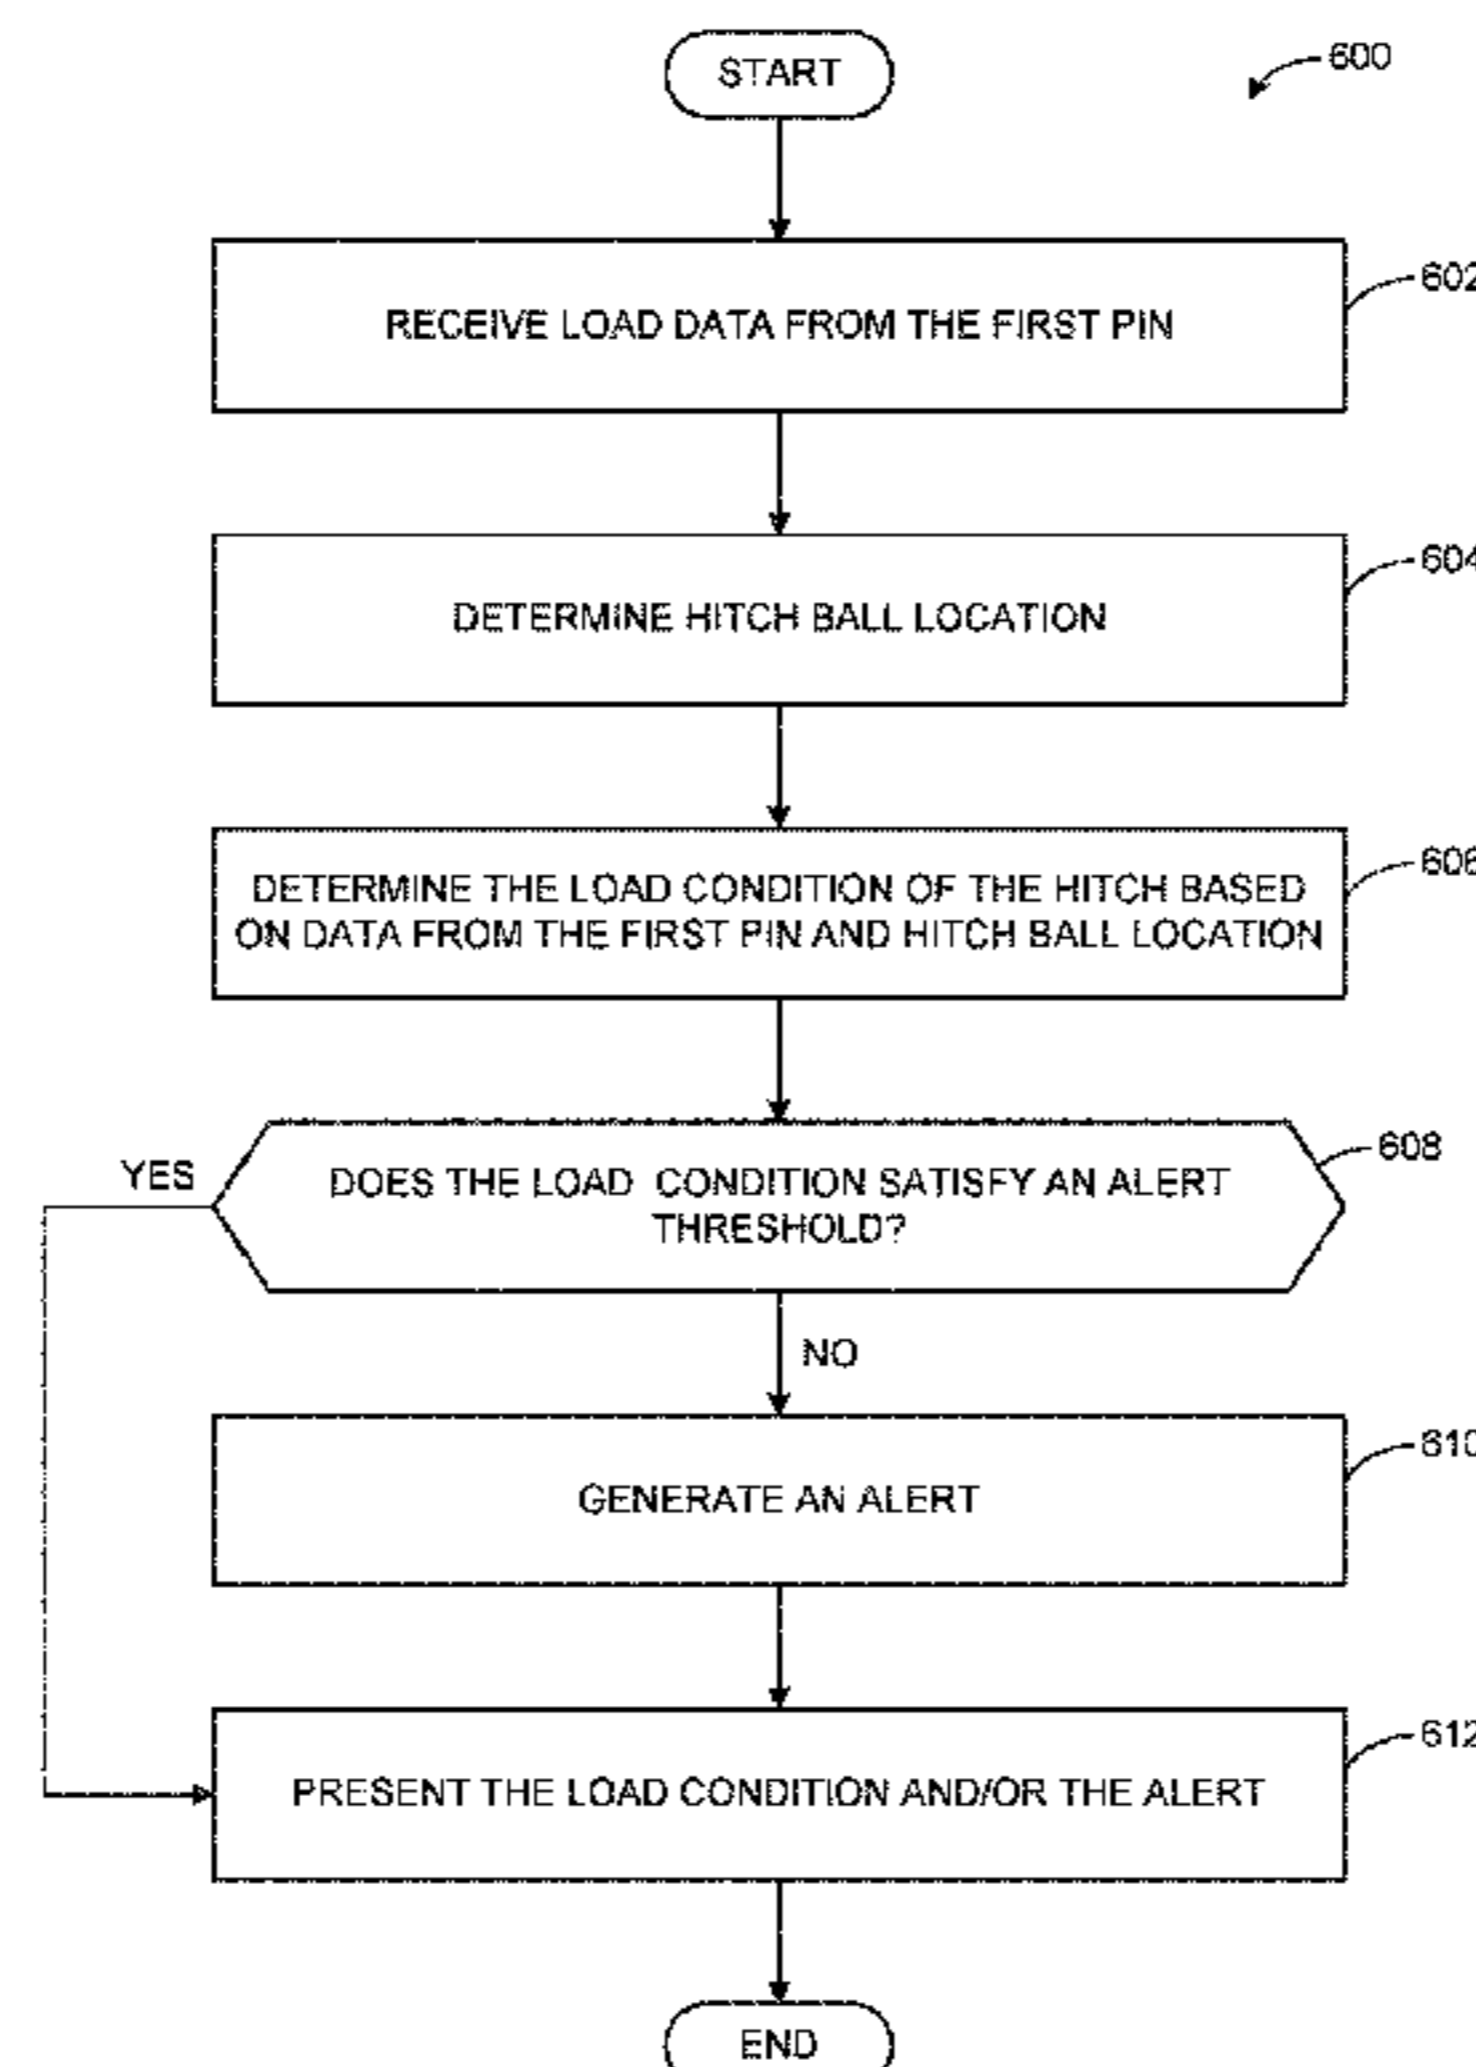 START
600
RECEIVE LOAD DATA FROM THE FIRST PIN
602
DETERMINE HITCH BALL LOCATION
604
DETERMINE THE LOAD CONDITION OF THE HITCH BASED
ON DATA FROM THE FIRST PIN AND HITCH BALL LOCATION
606
YES
DOES THE LOAD CONDITION SATISFY AN ALERT
THRESHOLD?
608
NO
GENERATE AN ALERT
610
PRESENT THE LOAD CONDITION AND/OR THE ALERT
612
END